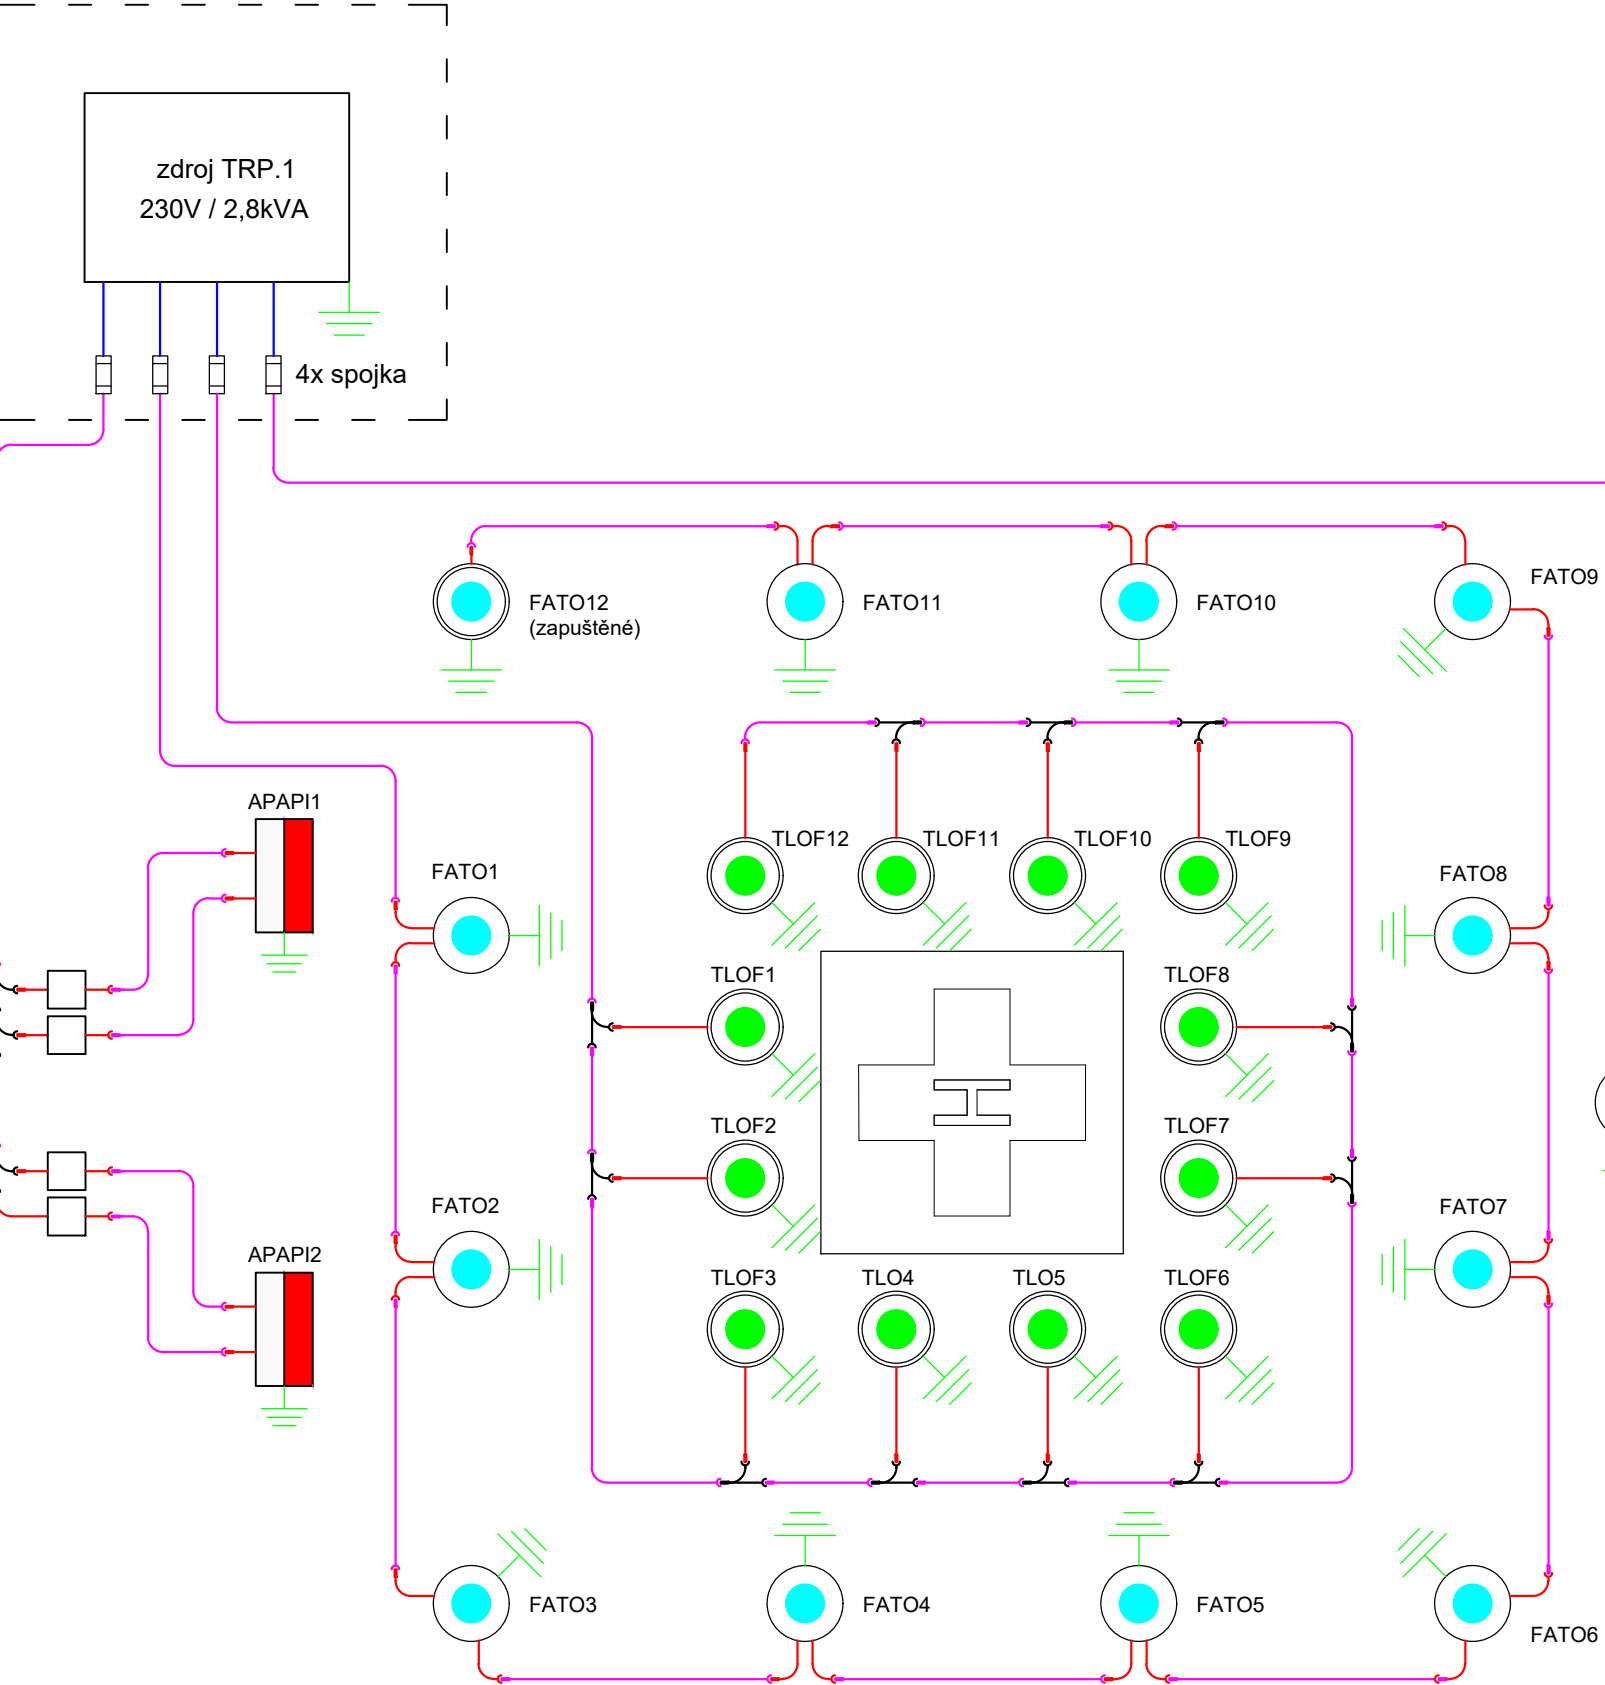 zdroj TRP.1
230V / 2,8kVA
4x spojka
FATO9
FATO12
(zapuštěné)
FATO11
FATO10
APAPI1
TLOF12
TLOF11
TLOF10
TLOF9
FATO1
FATO8
TLOF1
TLOF8
H
TLOF2
TLOF7
FATO2
FATO7
APAPI2
TLOF3
TLO4
TLO5
TLOF6
FATO3
FATO4
FATO5
FATO6